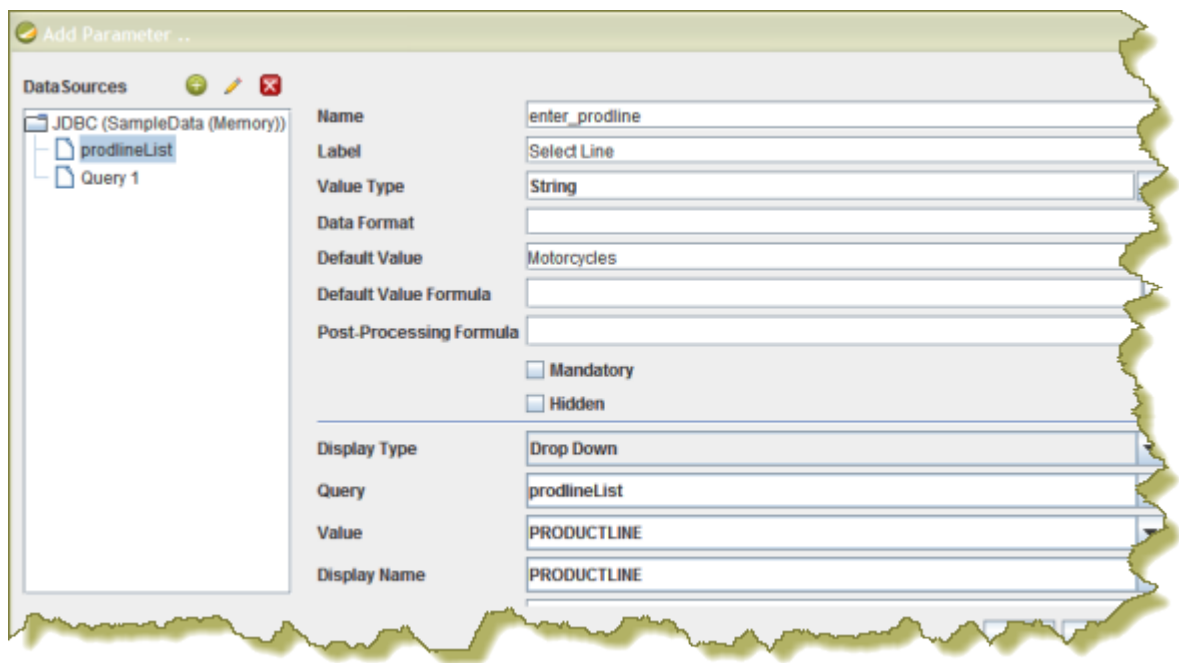 Add Parameter ..
DataSources
JDBC (SampleData (Memory))
prodlineList
Query 1
Name enter_prodline
Label Select Line
Value Type String
Data Format
Default Value Motorcycles
Default Value Formula
Post-Processing Formula
Mandatory
Hidden
Display Type Drop Down
Query prodlineList
Value PRODUCTLINE
Display Name PRODUCTLINE